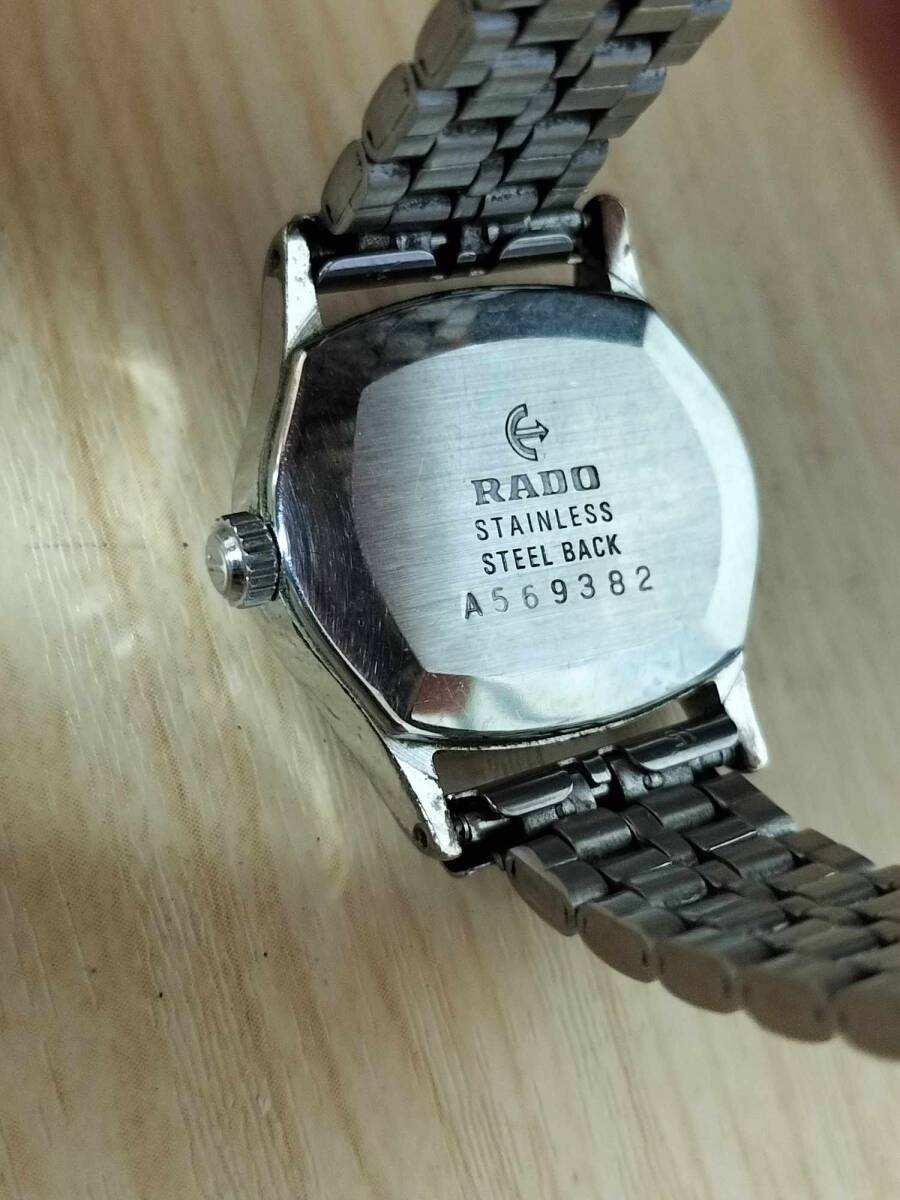 RADO
STAINLESS
STEEL BACK
A569382